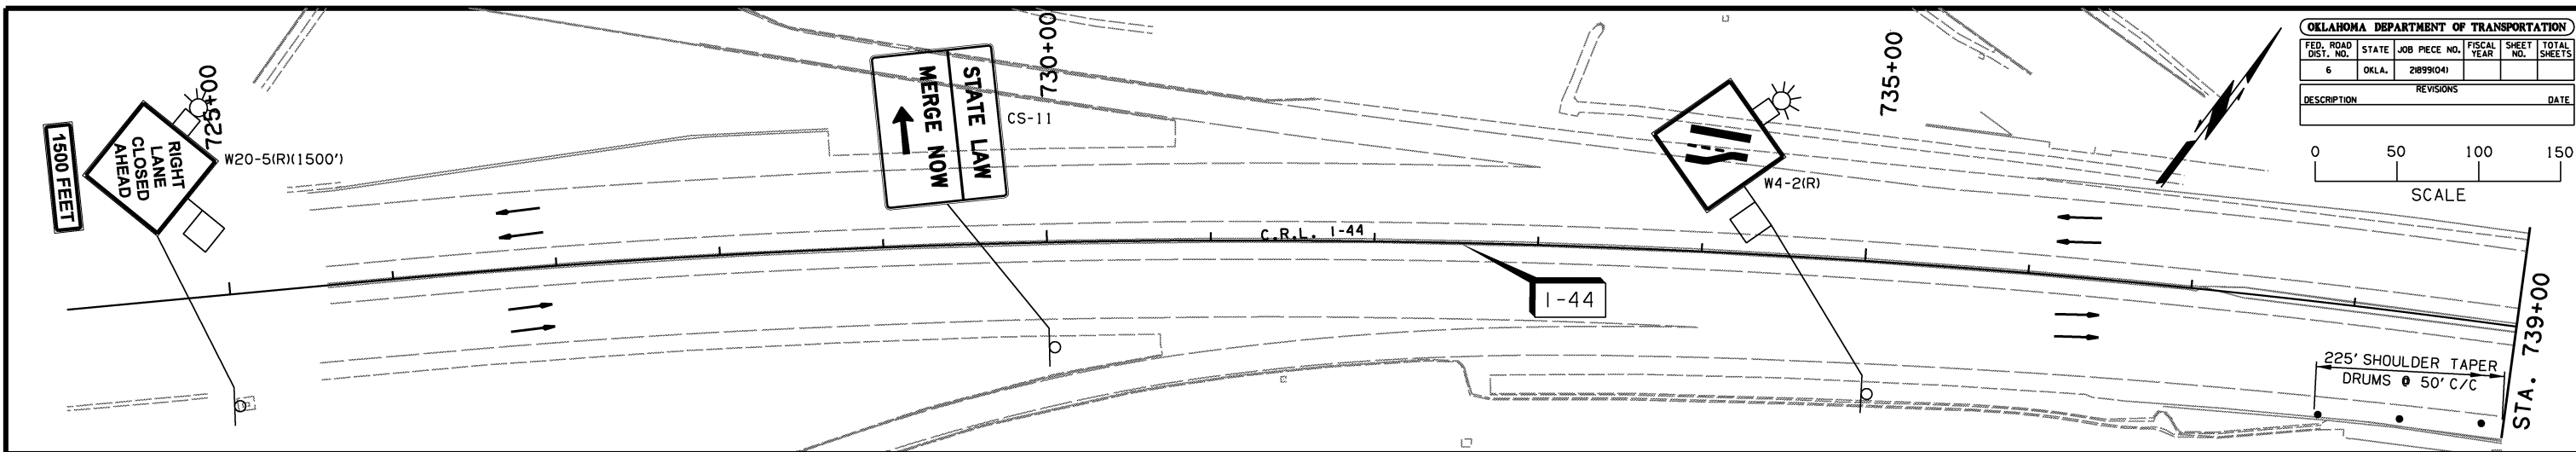 1500 FEET
RIGHT
LANE
CLOSED
AHEAD
725+00
W20-5(R)(1500')
STATE LAW
MERGE NOW
CS-11
730+00
W4-2(R)
735+00
C.R.L. I-44
I-44
OKLAHOMA DEPARTMENT OF TRANSPORTATION
FED. ROAD DIST. NO. STATE JOB PIECE NO. FISCAL YEAR SHEET NO. TOTAL SHEETS
6 OKLA. 21899(04)
REVISIONS
DESCRIPTION DATE
0 50 100 150
SCALE
225' SHOULDER TAPER
DRUMS @ 50' C/C
STA. 739+00